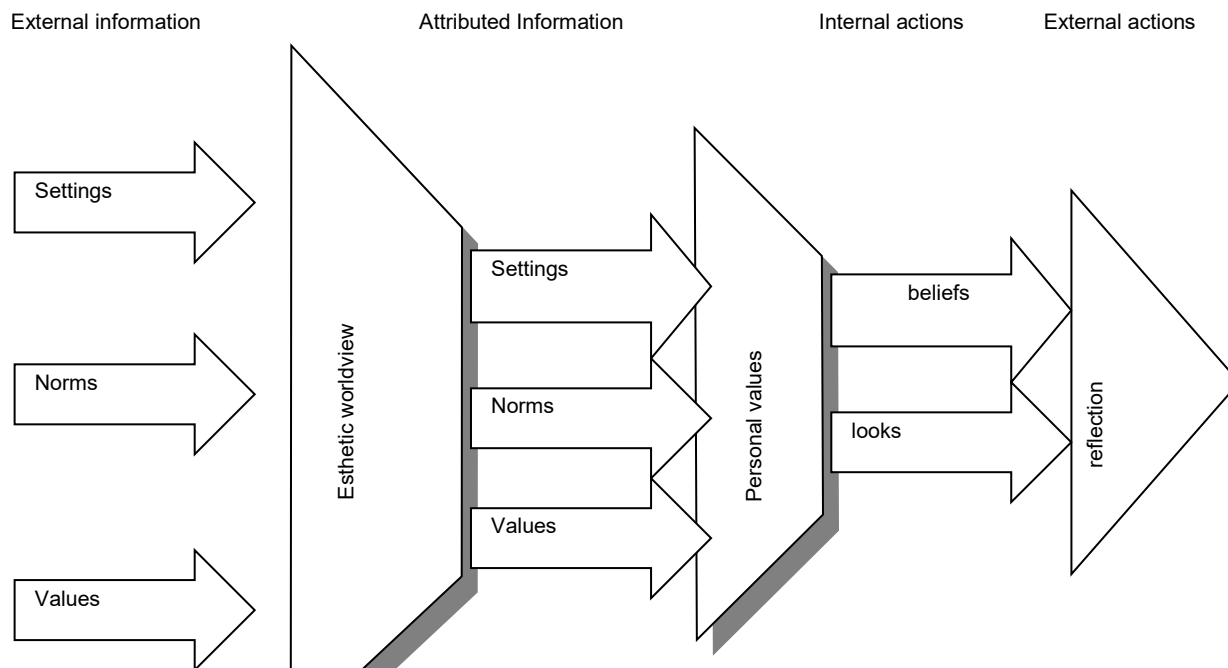 External information
Attributed Information
Internal actions
External actions
Settings
Norms
Values
Esthetic worldview
Settings
Norms
Values
Personal values
beliefs
looks
reflection